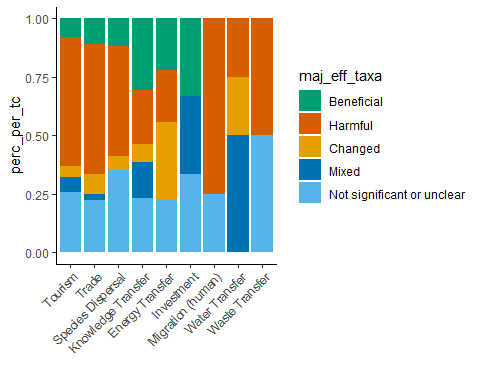 perc_per_tc
1.00
0.75
0.50
0.25
0.00
Tourism
Trade
Species Dispersal
Knowledge Transfer
Energy Transfer
Investment
Migration (human)
Water Transfer
Waste Transfer
maj_eff_taxa
Beneficial
Harmful
Changed
Mixed
Not significant or unclear